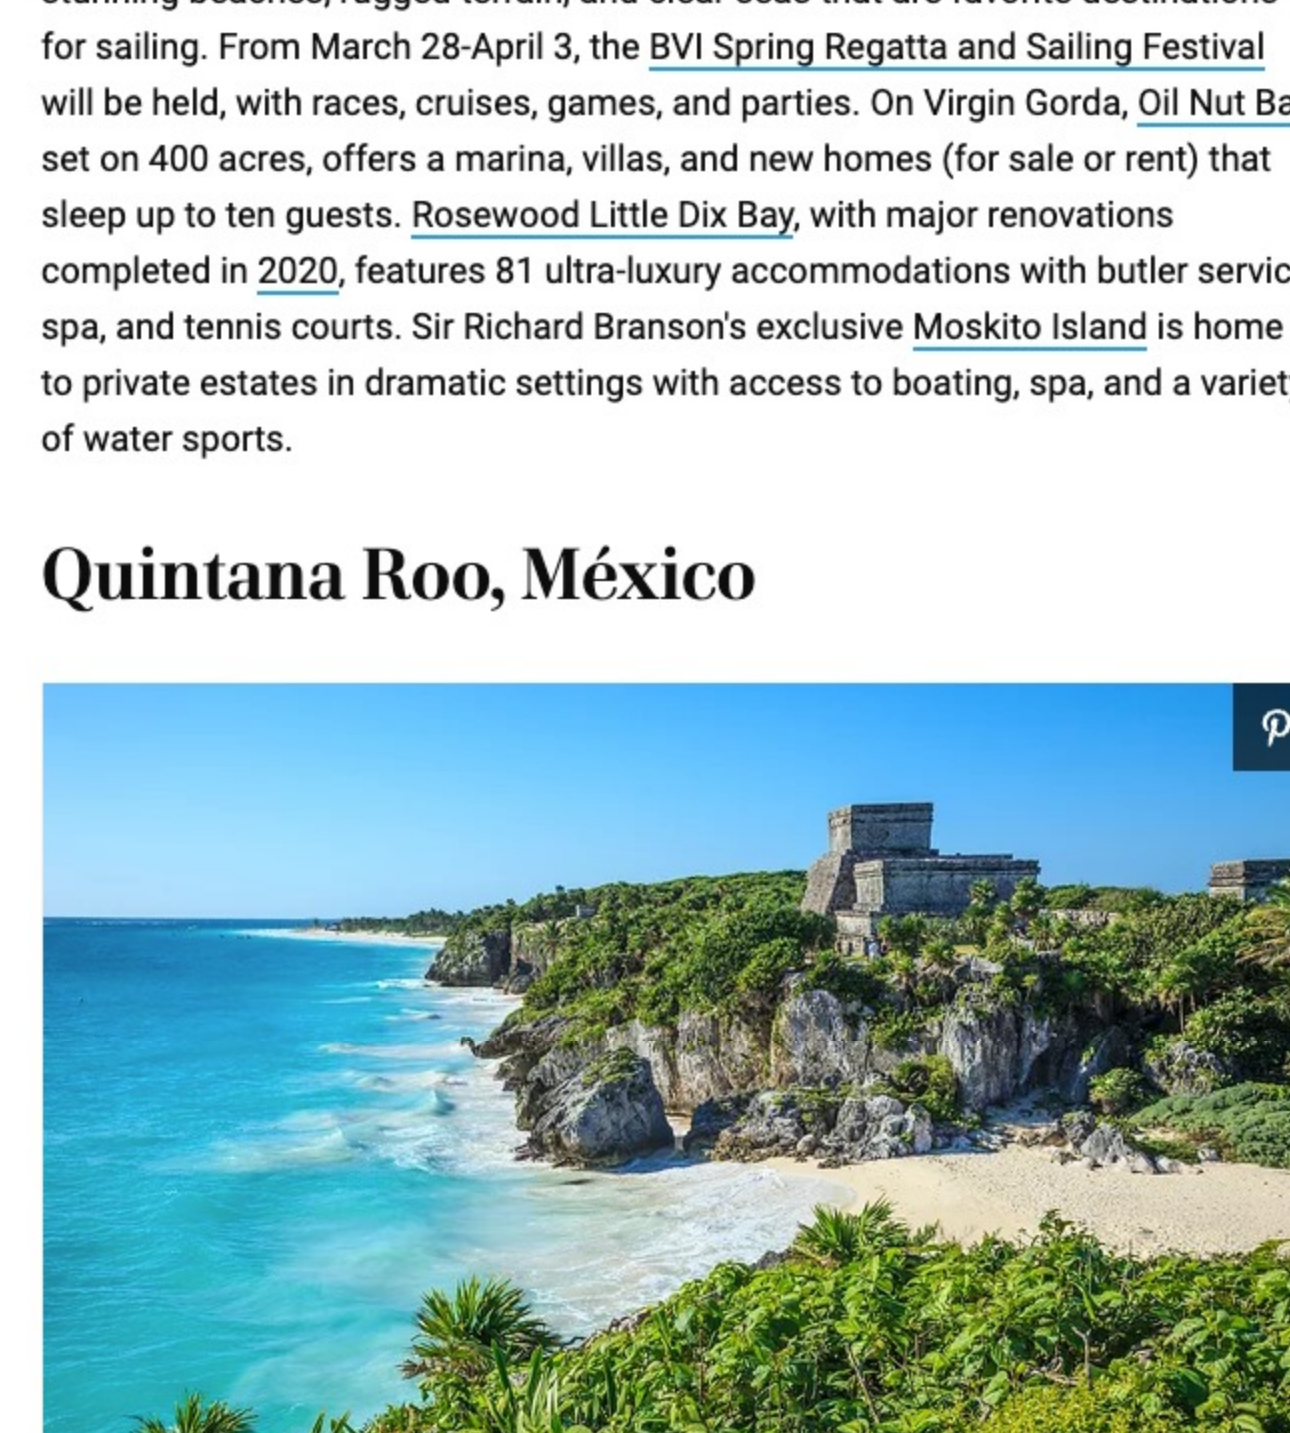 for sailing. From March 28-April 3, the BVI Spring Regatta and Sailing Festival
will be held, with races, cruises, games, and parties. On Virgin Gorda, Oil Nut
set on 400 acres, offers a marina, villas, and new homes (for sale or rent) that
sleep up to ten guests. Rosewood Little Dix Bay, with major renovations
completed in 2020, features 81 ultra-luxury accommodations with butler
spa, and tennis courts. Sir Richard Branson's exclusive Moskito Island is home
to private estates in dramatic settings with access to boating, spa, and a
of water sports.
Quintana Roo, México